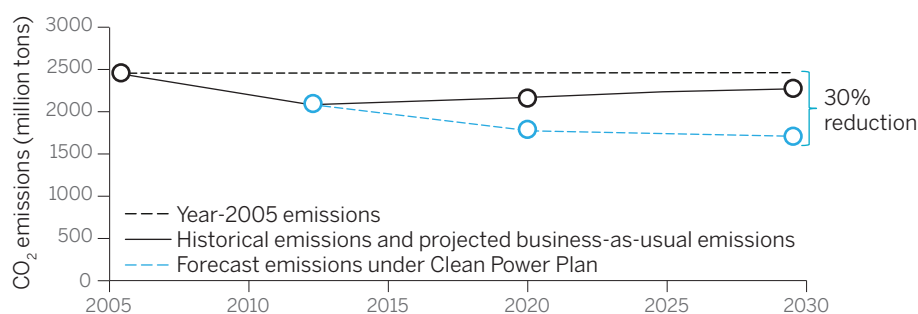 CO2 emissions (million tons)
3000
2500
2000
1500
1000
500
0
2005
2010
2015
2020
2025
2030
30%
reduction
Year-2005 emissions
Historical emissions and projected business-as-usual emissions
Forecast emissions under Clean Power Plan